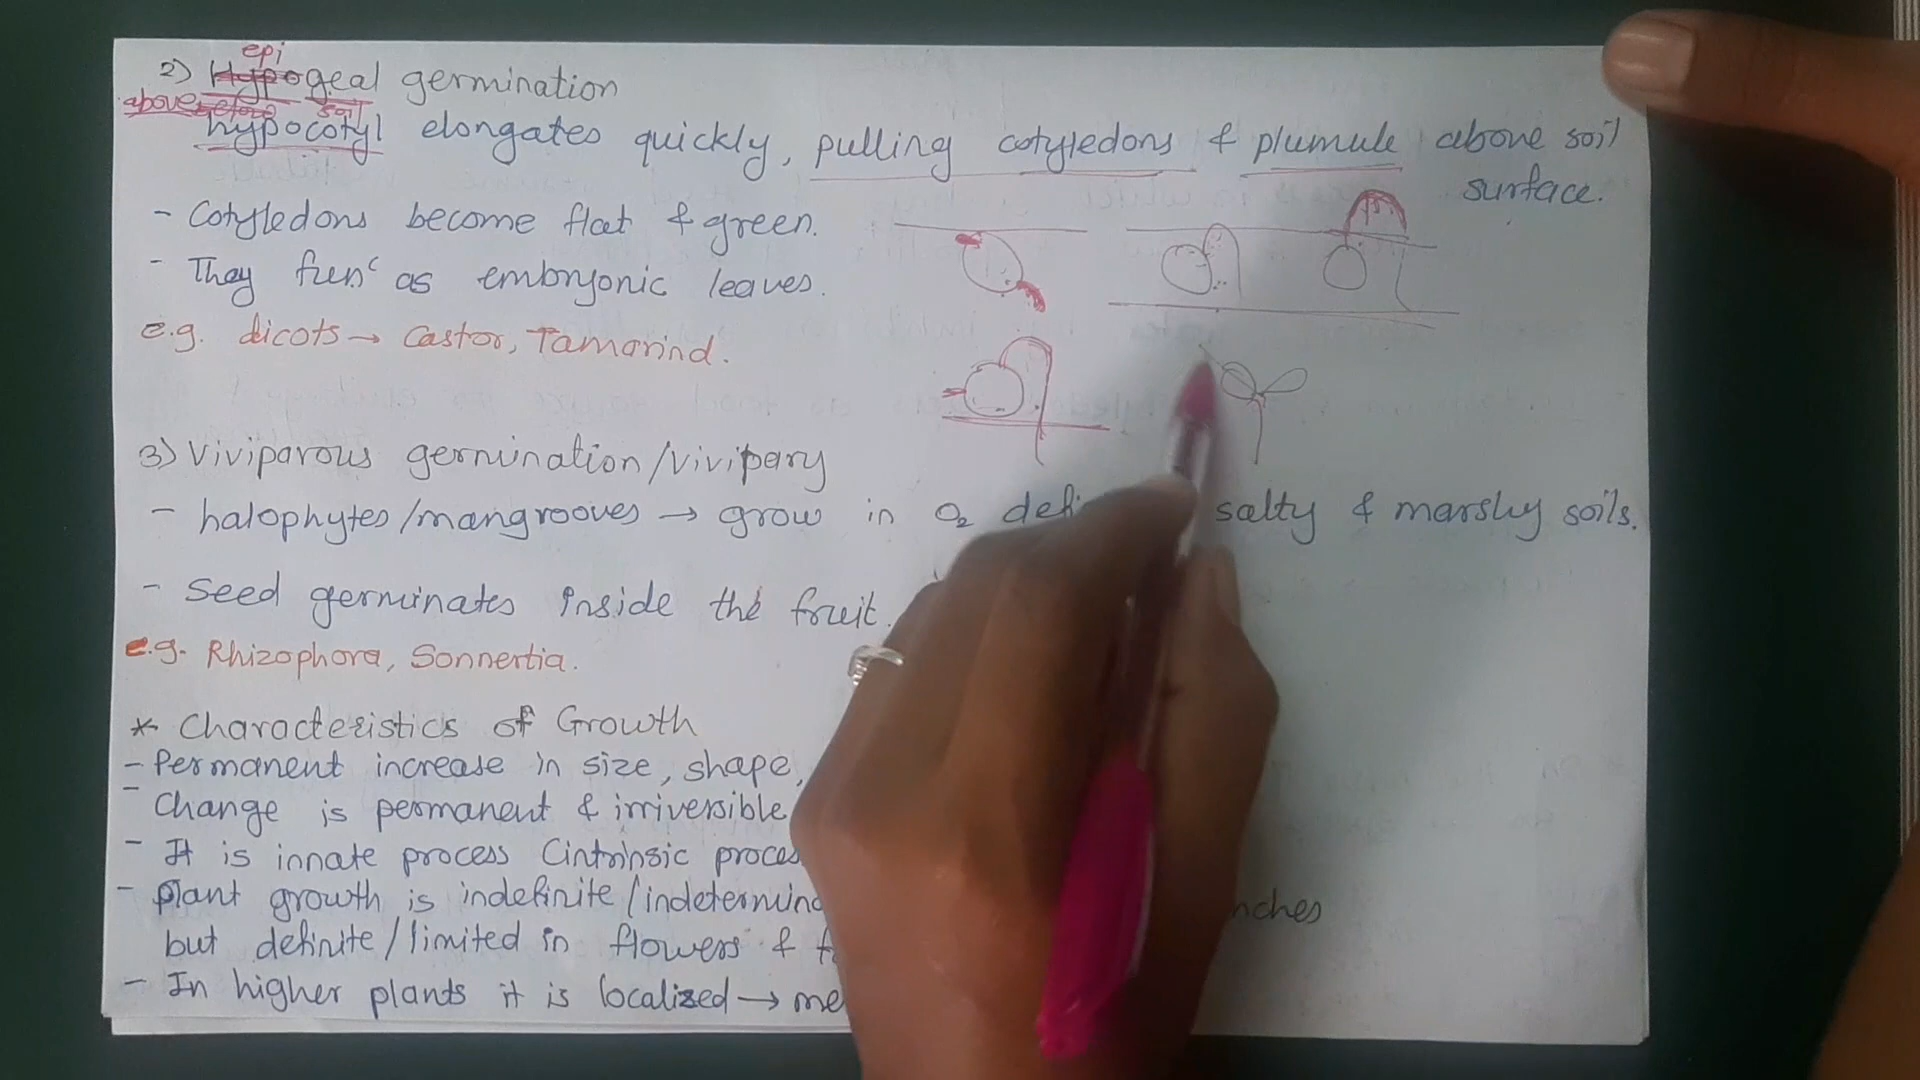 epi
2) Hypogeal germination
above before soil
hypocotyl elongates quickly, pulling cotyledons & plumule above soil
surface.
- Cotyledons become flat & green.
- They func as embryonic leaves.
e.g. dicots → Castor, Tamarind.
3) Viviparous germination/vivipary
- halophytes/mangrooves → grow in O2 salty & marshy soils.
- Seed germinates inside the fruit.
e.g. Rhizophora, Sonnertia.
* Characteristics of Growth
- Permanent increase in size, shape,
- Change is permanent & irriversible
- It is innate process (intrinsic
- Plant growth is indefinite/
but definite/limited in flowers &
- In higher plants it is localized →